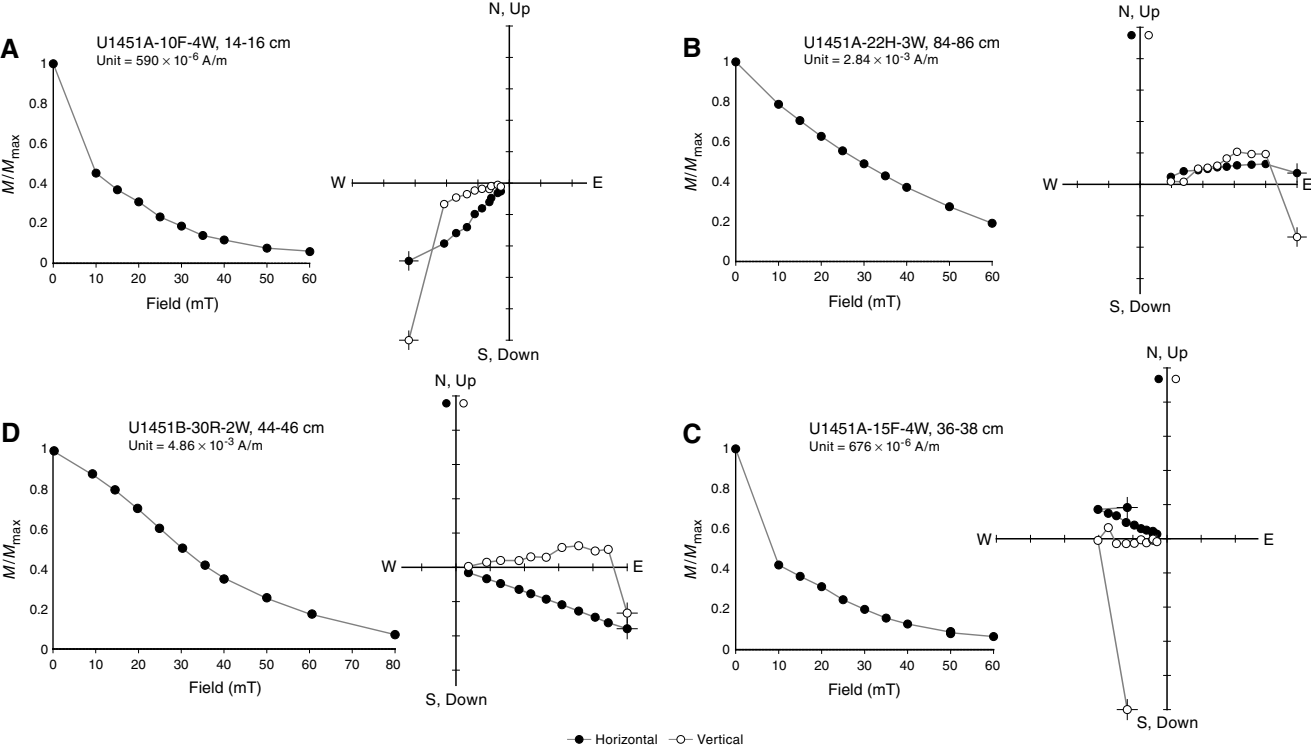 A
U1451A-10F-4W, 14-16 cm
Unit = 590 × 10⁻⁶ A/m
M/Mmax
1
0.8
0.6
0.4
0.2
0
0 10 20 30 40 50 60
Field (mT)
N, Up
W E
S, Down
B
U1451A-22H-3W, 84-86 cm
Unit = 2.84 × 10⁻³ A/m
M/Mmax
1
0.8
0.6
0.4
0.2
0
0 10 20 30 40 50 60
Field (mT)
N, Up
W E
S, Down
D
U1451B-30R-2W, 44-46 cm
Unit = 4.86 × 10⁻³ A/m
M/Mmax
1
0.8
0.6
0.4
0.2
0
0 10 20 30 40 50 60 70 80
Field (mT)
N, Up
W E
S, Down
C
U1451A-15F-4W, 36-38 cm
Unit = 676 × 10⁻⁶ A/m
M/Mmax
1
0.8
0.6
0.4
0.2
0
0 10 20 30 40 50 60
Field (mT)
N, Up
W E
S, Down
Horizontal Vertical